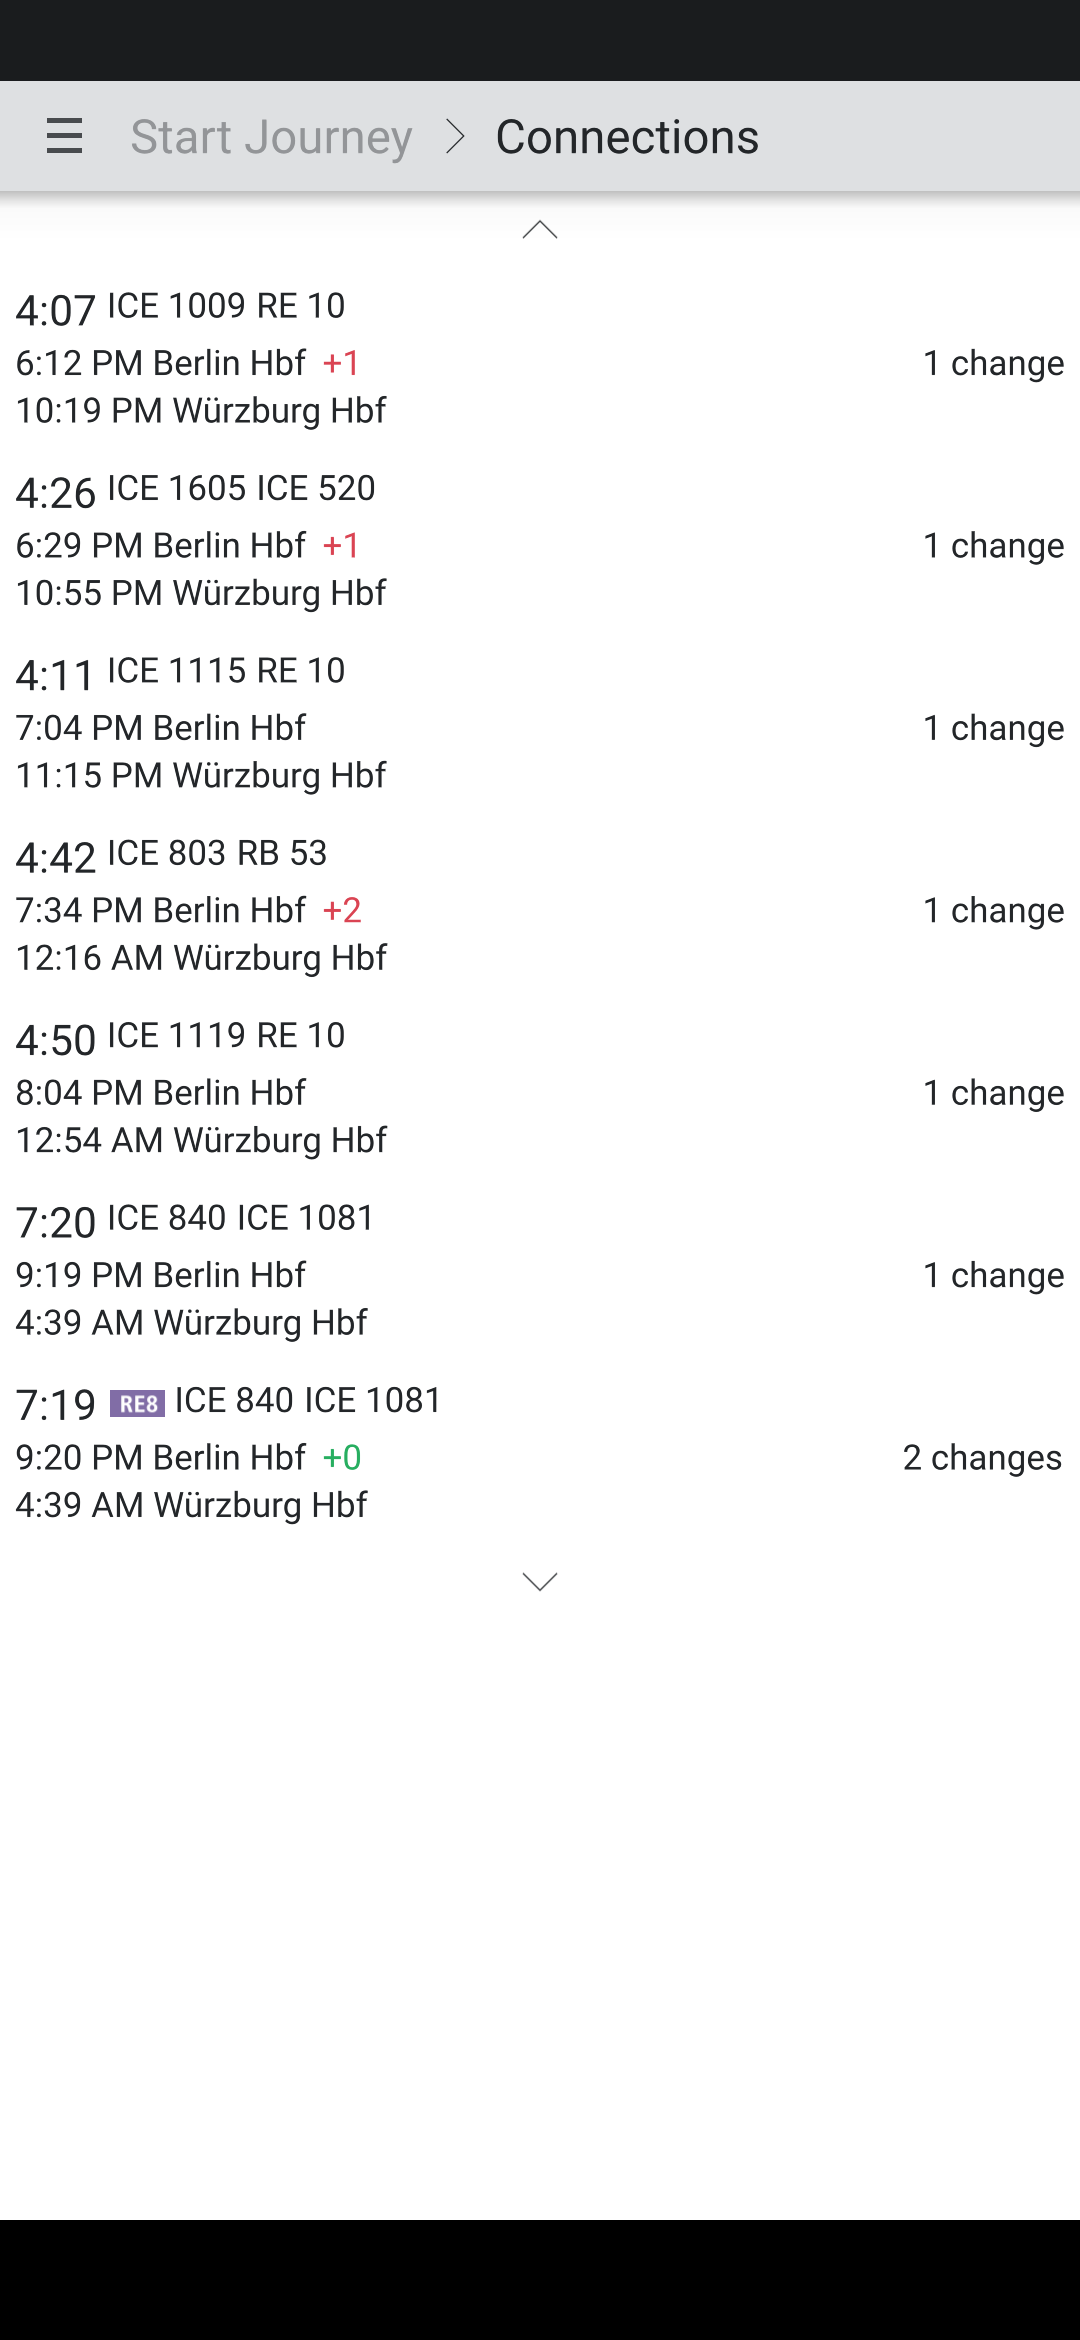 Start Journey > Connections
4:07 ICE 1009 RE 10
6:12 PM Berlin Hbf +1 1 change
10:19 PM Würzburg Hbf
4:26 ICE 1605 ICE 520
6:29 PM Berlin Hbf +1 1 change
10:55 PM Würzburg Hbf
4:11 ICE 1115 RE 10
7:04 PM Berlin Hbf 1 change
11:15 PM Würzburg Hbf
4:42 ICE 803 RB 53
7:34 PM Berlin Hbf +2 1 change
12:16 AM Würzburg Hbf
4:50 ICE 1119 RE 10
8:04 PM Berlin Hbf 1 change
12:54 AM Würzburg Hbf
7:20 ICE 840 ICE 1081
9:19 PM Berlin Hbf 1 change
4:39 AM Würzburg Hbf
7:19 RE8 ICE 840 ICE 1081
9:20 PM Berlin Hbf +0 2 changes
4:39 AM Würzburg Hbf